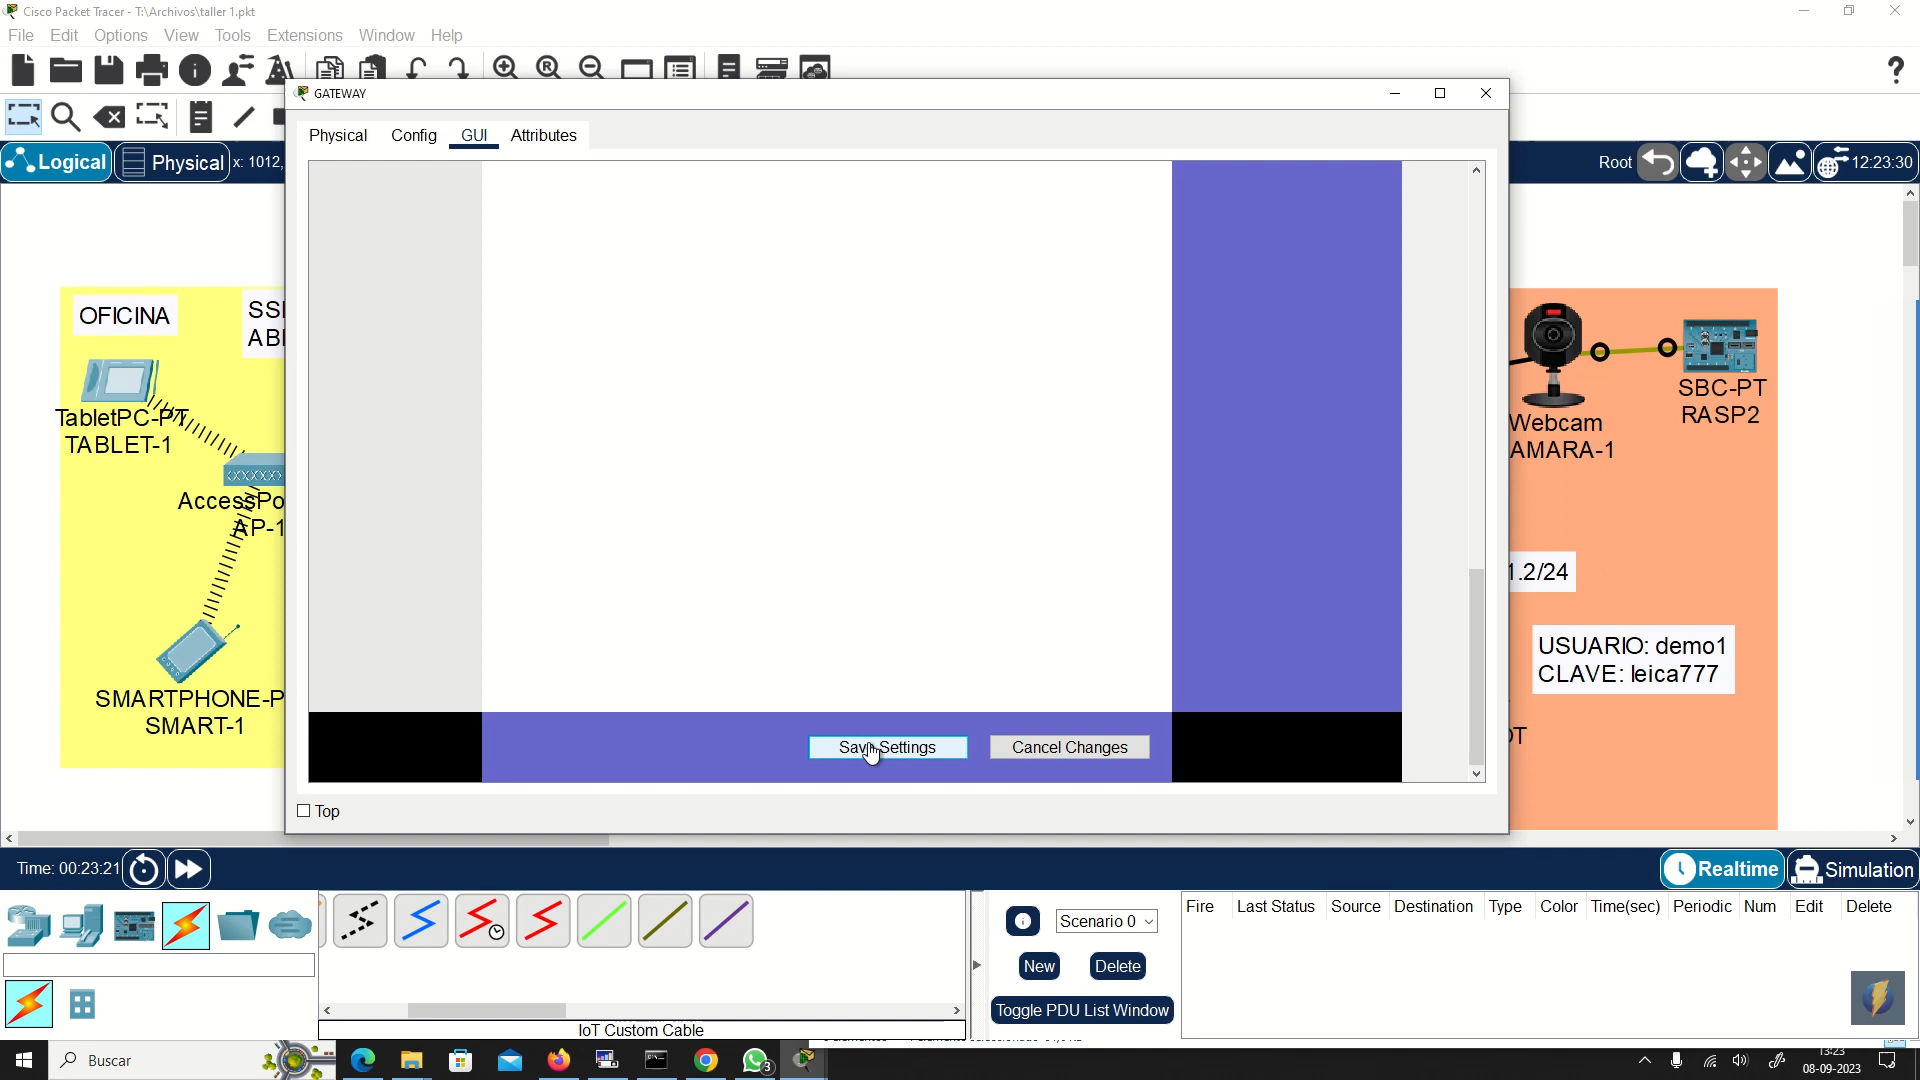 Cisco Packet Tracer - T:\Archivos\taller 1.pkt
File Edit Options View Tools Extensions Window Help
GATEWAY
Physical Config GUI Attributes
Logical Physical x: 1012, Root 12:23:30
OFICINA
SSI
ABI
TabletPC-PT
TABLET-1
AccessPo
AP-1
SMARTPHONE-P
SMART-1
SBC-PT
RASP2
Webcam
AMARA-1
1.2/24
USUARIO: demo1
CLAVE: leica777
Save Settings Cancel Changes
Top
Time: 00:23:21 Realtime Simulation
Scenario 0
New Delete
Toggle PDU List Window
Fire Last Status Source Destination Type Color Time(sec) Periodic Num Edit Delete
IoT Custom Cable
Buscar
3
13:23
08-09-2023